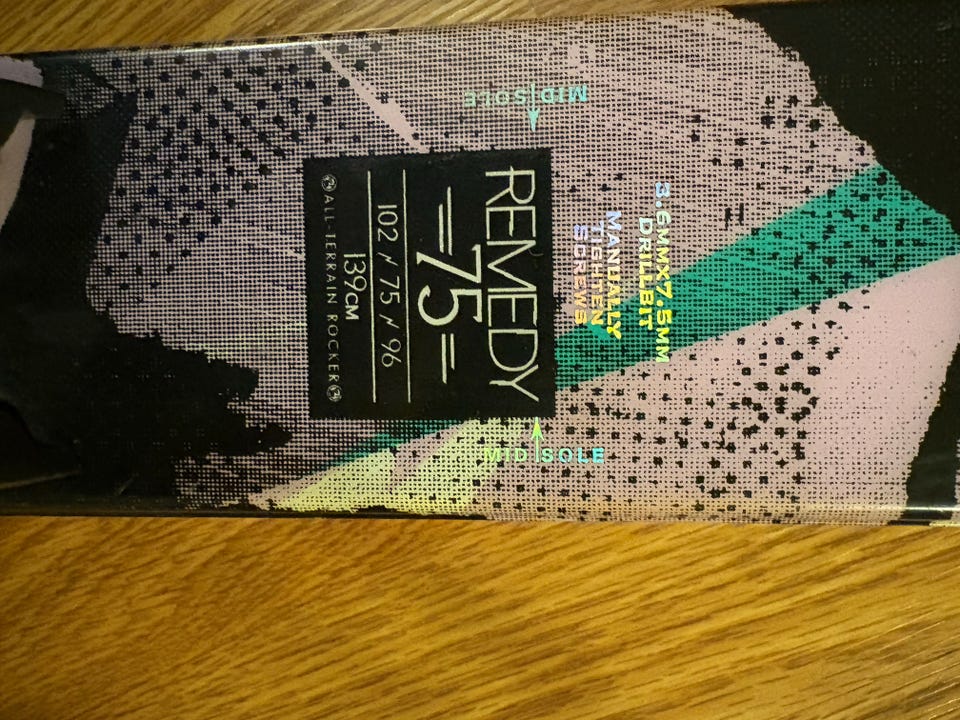 MID|SOLE
3.6MMX7.5MM
DRILLBIT
MANUALLY
TIGHTEN
SCREWS
REMEDY
=75=
102 / 75 / 96
139CM
ALL-TERRAIN ROCKER
MID|SOLE